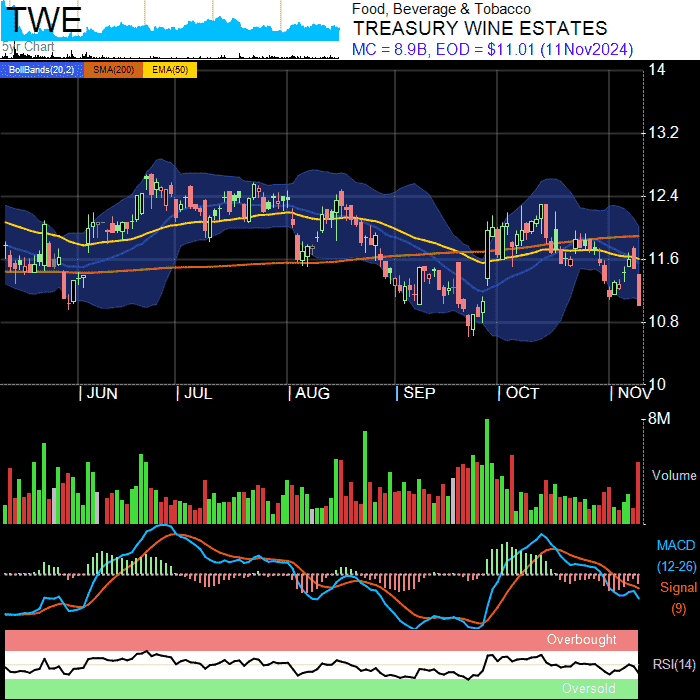 TWE
5yr Chart
Food, Beverage & Tobacco
TREASURY WINE ESTATES
MC = 8.9B, EOD = $11.01 (11Nov2024)
BollBands(20,2) SMA(200) EMA(50)
14
13.2
12.4
11.6
10.8
10
| JUN | JUL | AUG | SEP | OCT | NOV
8M
Volume
MACD
(12-26)
Signal
(9)
Overbought
RSI(14)
Oversold